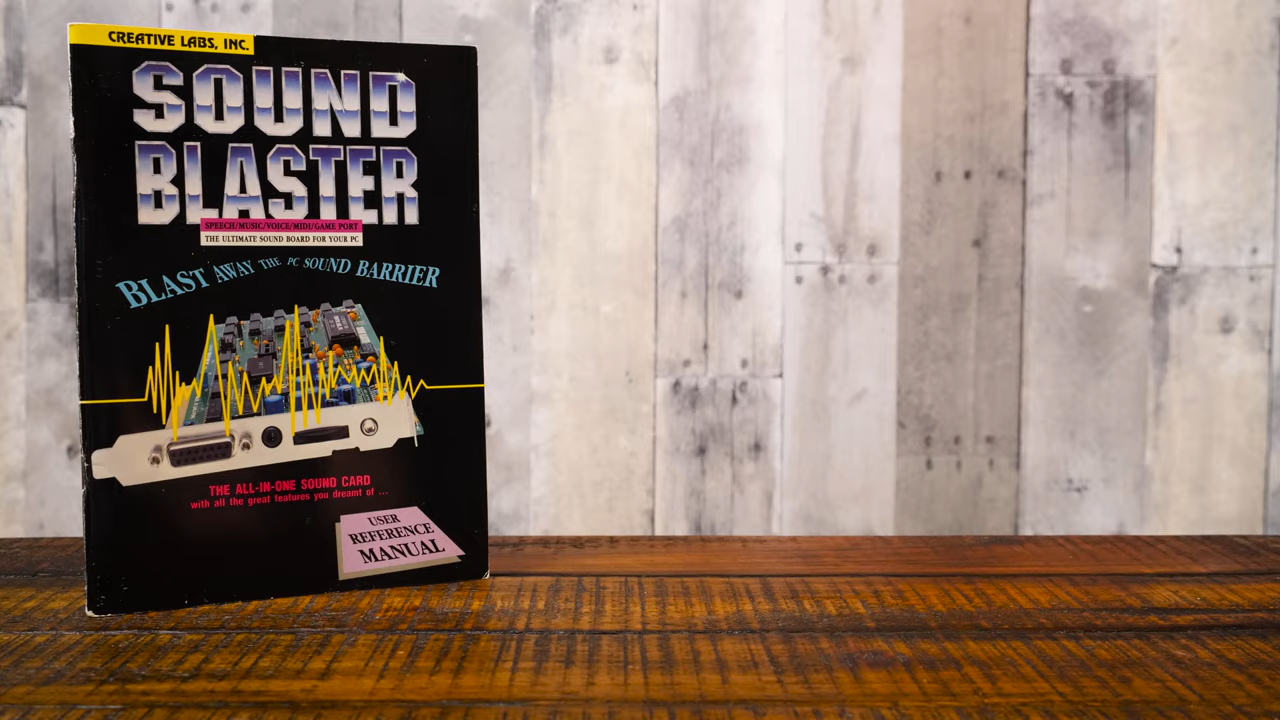 CREATIVE LABS, INC.
SOUND
BLASTER
SPEECH/MUSIC/VOICE/MIDI/GAME PORT
THE ULTIMATE SOUND BOARD FOR YOUR PC
BLAST AWAY THE PC SOUND BARRIER
THE ALL-IN-ONE SOUND CARD
with all the great features you dreamt of ...
USER
REFERENCE
MANUAL